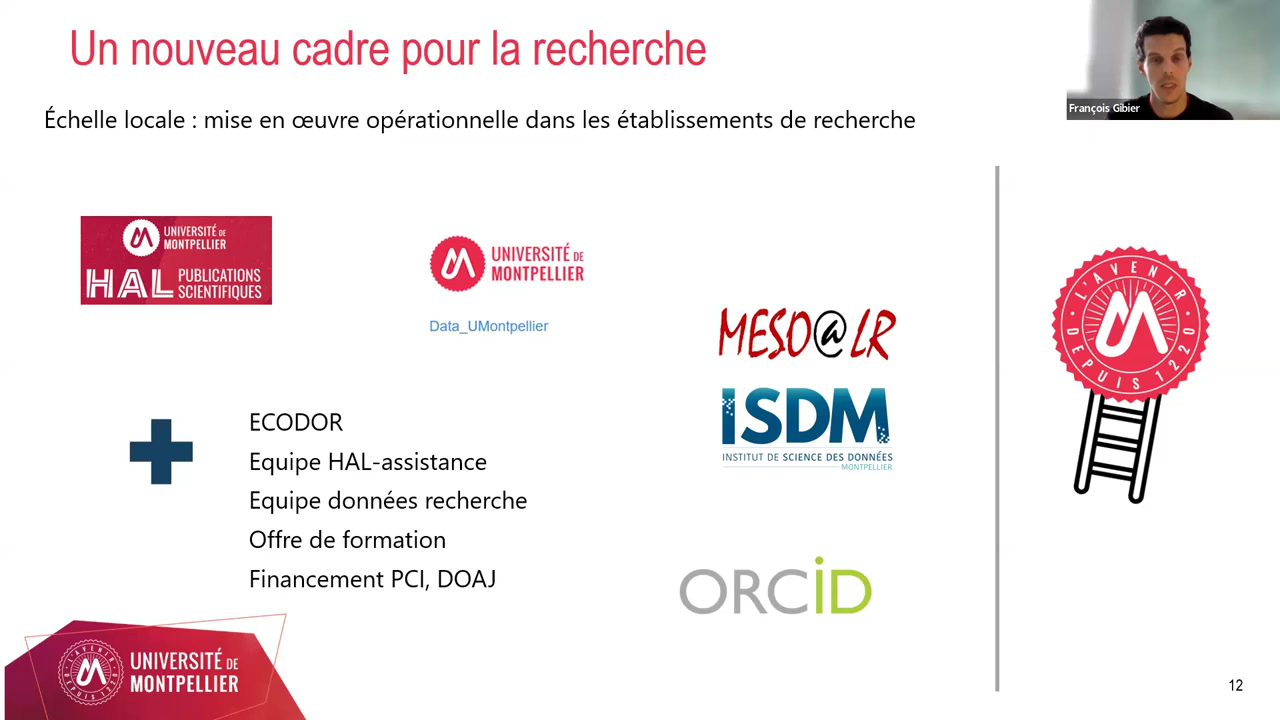 Un nouveau cadre pour la recherche
François Gibier
Échelle locale : mise en œuvre opérationnelle dans les établissements de recherche
UNIVERSITÉ DE
MONTPELLIER
HAL PUBLICATIONS
SCIENTIFIQUES
UNIVERSITÉ DE
MONTPELLIER
Data_UMontpellier
MESO@LR
ISDM
INSTITUT DE SCIENCE DES DONNÉES
MONTPELLIER
L'AVENIR
DEPUIS 1220
ECODOR
Equipe HAL-assistance
Equipe données recherche
Offre de formation
Financement PCI, DOAJ
ORCID
L'AVENIR
DEPUIS 1220
UNIVERSITÉ DE
MONTPELLIER
12